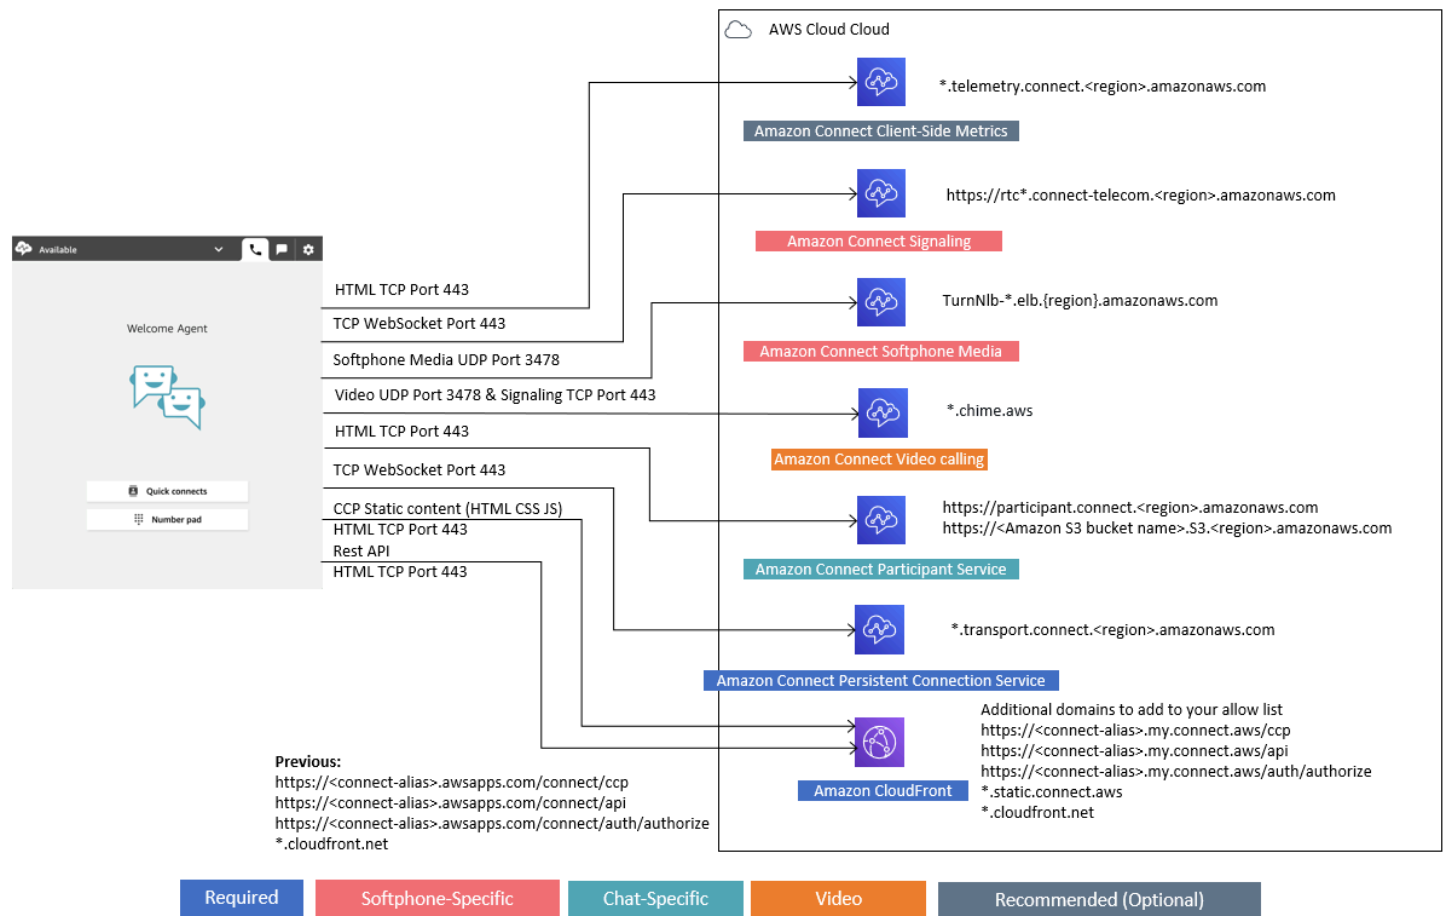 AWS Cloud Cloud
*.telemetry.connect.<region>.amazonaws.com
Amazon Connect Client-Side Metrics
https://rtc*.connect-telecom.<region>.amazonaws.com
Amazon Connect Signaling
TurnNlb-*.elb.{region}.amazonaws.com
Amazon Connect Softphone Media
*.chime.aws
Amazon Connect Video calling
https://participant.connect.<region>.amazonaws.com
https://<Amazon S3 bucket name>.S3.<region>.amazonaws.com
Amazon Connect Participant Service
*.transport.connect.<region>.amazonaws.com
Amazon Connect Persistent Connection Service
Additional domains to add to your allow list
https://<connect-alias>.my.connect.aws/ccp
https://<connect-alias>.my.connect.aws/api
https://<connect-alias>.my.connect.aws/auth/authorize
*.static.connect.aws
*.cloudfront.net
Amazon CloudFront
Available
Welcome Agent
Quick connects
Number pad
HTML TCP Port 443
TCP WebSocket Port 443
Softphone Media UDP Port 3478
Video UDP Port 3478 & Signaling TCP Port 443
HTML TCP Port 443
TCP WebSocket Port 443
CCP Static content (HTML CSS JS)
HTML TCP Port 443
Rest API
HTML TCP Port 443
Previous:
https://<connect-alias>.awsapps.com/connect/ccp
https://<connect-alias>.awsapps.com/connect/api
https://<connect-alias>.awsapps.com/connect/auth/authorize
*.cloudfront.net
Required
Softphone-Specific
Chat-Specific
Video
Recommended (Optional)